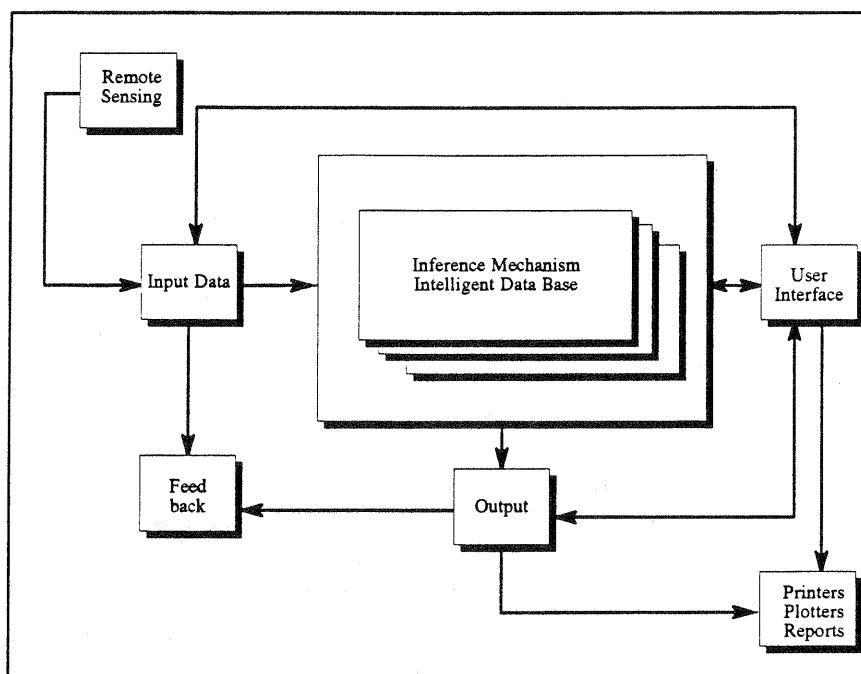 Remote
Sensing
Input Data
Inference Mechanism
Intelligent Data Base
User
Interface
Feed
back
Output
Printers
Plotters
Reports